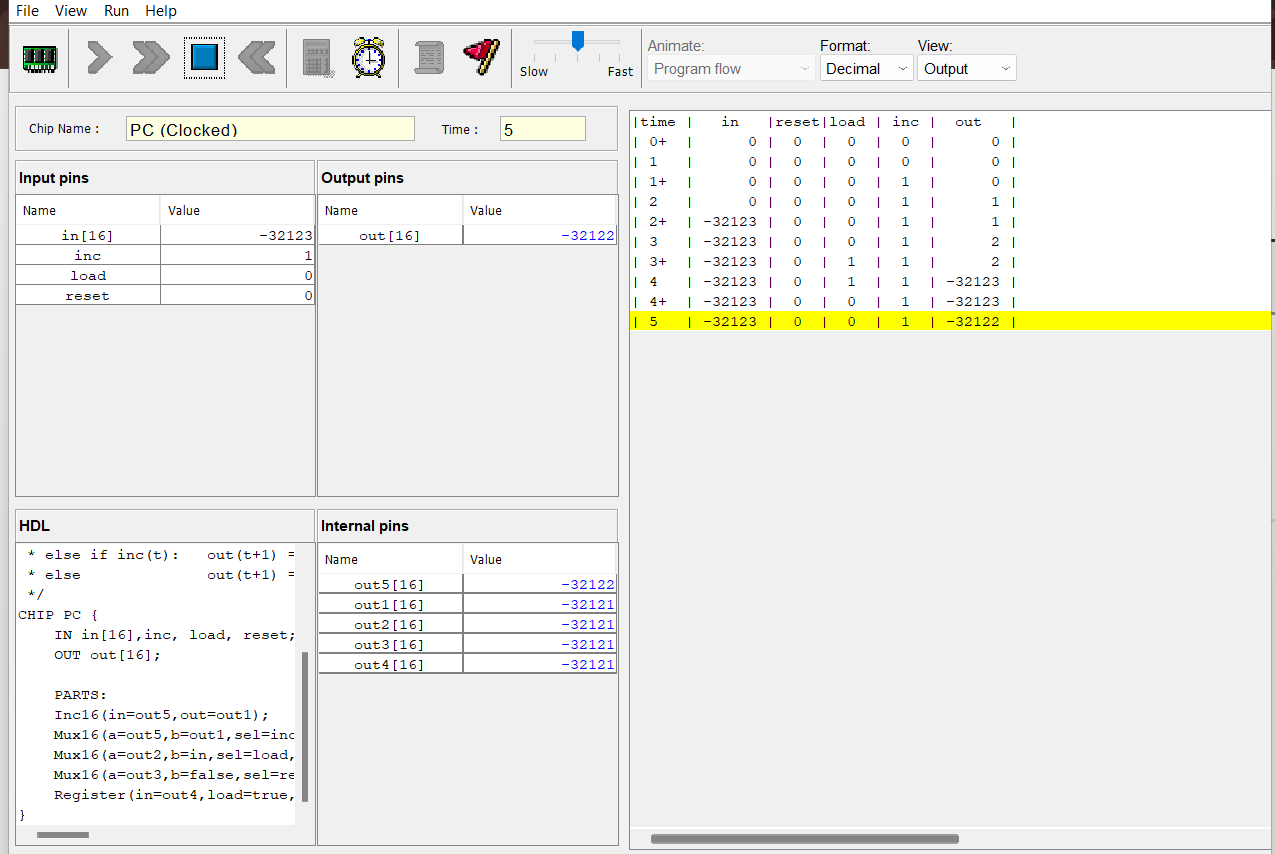 File View Run Help
Animate: Format: View:
Slow Fast Program flow Decimal Output
Chip Name : PC (Clocked) Time : 5
Input pins
Name Value
in[16] -32123
inc 1
load 0
reset 0
Output pins
Name Value
out[16] -32122
HDL
* else if inc(t): out(t+1) =
* else out(t+1) =
*/
CHIP PC {
IN in[16],inc, load, reset;
OUT out[16];
PARTS:
Inc16(in=out5,out=out1);
Mux16(a=out5,b=out1,sel=inc
Mux16(a=out2,b=in,sel=load,
Mux16(a=out3,b=false,sel=re
Register(in=out4,load=true,
}
Internal pins
Name Value
out5[16] -32122
out1[16] -32121
out2[16] -32121
out3[16] -32121
out4[16] -32121
|time | in |reset|load | inc | out |
| 0+ | 0 | 0 | 0 | 0 | 0 |
| 1 | 0 | 0 | 0 | 0 | 0 |
| 1+ | 0 | 0 | 0 | 1 | 0 |
| 2 | 0 | 0 | 0 | 1 | 1 |
| 2+ | -32123 | 0 | 0 | 1 | 1 |
| 3 | -32123 | 0 | 0 | 1 | 2 |
| 3+ | -32123 | 0 | 1 | 1 | 2 |
| 4 | -32123 | 0 | 1 | 1 | -32123 |
| 4+ | -32123 | 0 | 0 | 1 | -32123 |
| 5 | -32123 | 0 | 0 | 1 | -32122 |